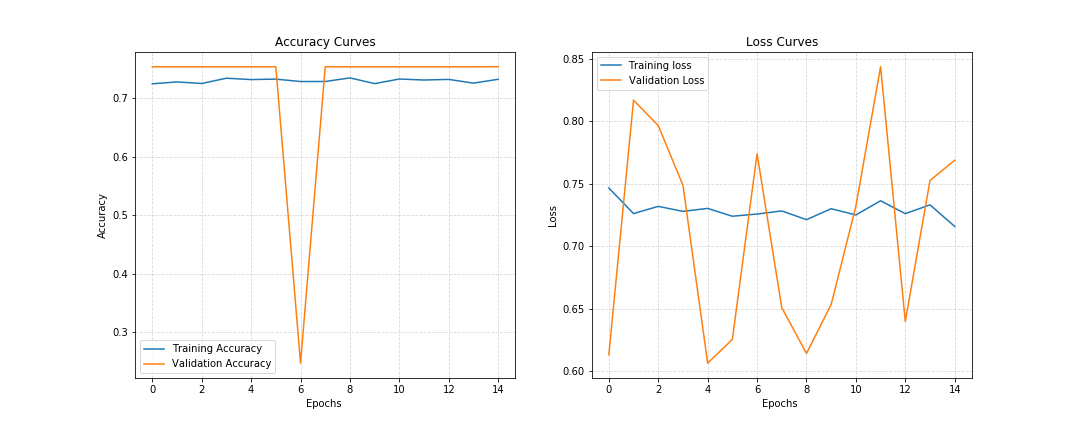 Accuracy Curves
0.7
0.6
0.5
0.4
0.3
Accuracy
Training Accuracy
Validation Accuracy
0 2 4 6 8 10 12 14
Epochs
Loss Curves
0.85
0.80
0.75
0.70
0.65
0.60
Loss
Training loss
Validation Loss
0 2 4 6 8 10 12 14
Epochs